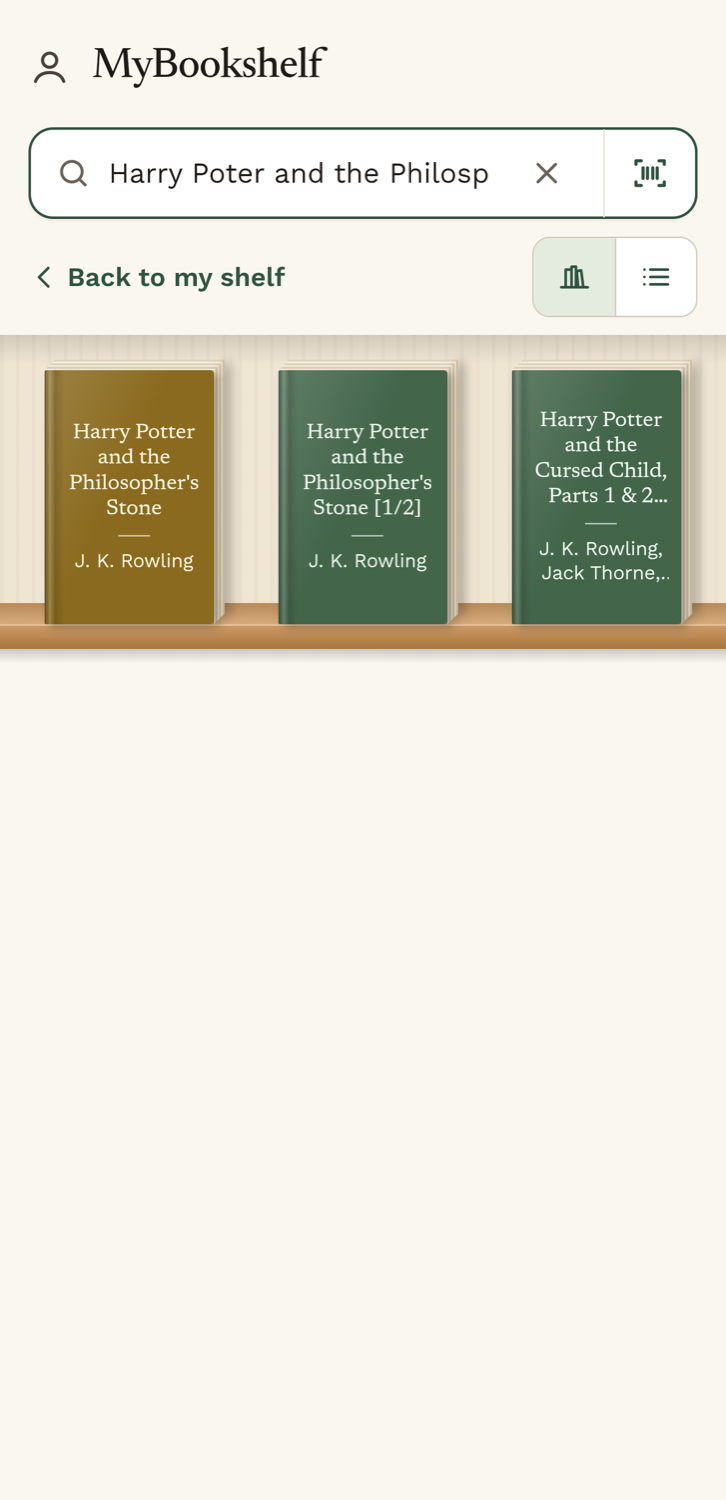 MyBookshelf
Harry Poter and the Philosp
Back to my shelf
Harry Potter
and the
Philosopher's
Stone
J. K. Rowling
Harry Potter
and the
Philosopher's
Stone [1/2]
J. K. Rowling
Harry Potter
and the
Cursed Child,
Parts 1 & 2...
J. K. Rowling,
Jack Thorne,..